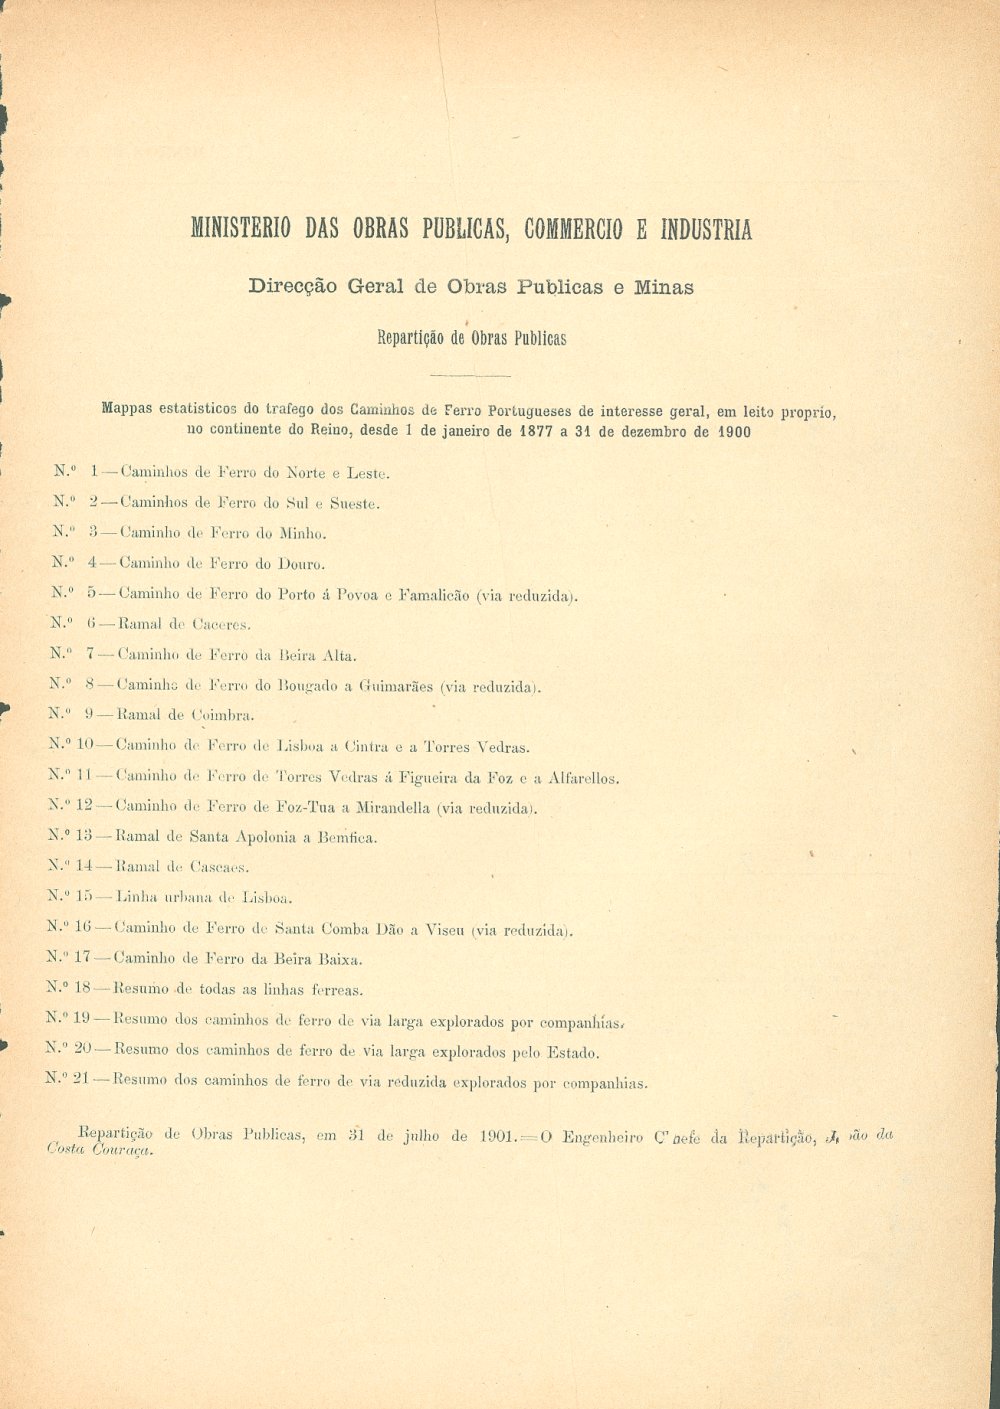 MINISTERIO DAS OBRAS PUBLICAS, COMMERCIO E INDUSTRIA
Direcção Geral de Obras Publicas e Minas
Repartição de Obras Publicas
Mappas estatisticos do trafego dos Caminhos de Ferro Portugueses de interesse geral, em leito proprio,
no continente do Reino, desde 1 de janeiro de 1877 a 31 de dezembro de 1900
N.º 1—Caminhos de Ferro do Norte e Leste.
N.º 2—Caminhos de Ferro do Sul e Sueste.
N.º 3—Caminho de Ferro do Minho.
N.º 4—Caminho de Ferro do Douro.
N.º 5—Caminho de Ferro do Porto á Povoa e Famalicão (via reduzida).
N.º 6—Ramal de Caceres.
N.º 7—Caminho de Ferro da Beira Alta.
N.º 8—Caminho de Ferro do Bougado a Guimarães (via reduzida).
N.º 9—Ramal de Coimbra.
N.º 10—Caminho de Ferro de Lisboa a Cintra e a Torres Vedras.
N.º 11—Caminho de Ferro de Torres Vedras á Figueira da Foz e a Alfarellos.
N.º 12—Caminho de Ferro de Foz-Tua a Mirandella (via reduzida).
N.º 13—Ramal de Santa Apolonia a Bemfica.
N.º 14—Ramal de Cascaes.
N.º 15—Linha urbana de Lisboa.
N.º 16—Caminho de Ferro de Santa Comba Dão a Viseu (via reduzida).
N.º 17—Caminho de Ferro da Beira Baixa.
N.º 18—Resumo de todas as linhas ferreas.
N.º 19—Resumo dos caminhos de ferro de via larga explorados por companhias.
N.º 20—Resumo dos caminhos de ferro de via larga explorados pelo Estado.
N.º 21—Resumo dos caminhos de ferro de via reduzida explorados por companhias.
Repartição de Obras Publicas, em 31 de julho de 1901.=O Engenheiro Chefe da Repartição, João da
Costa Couraça.